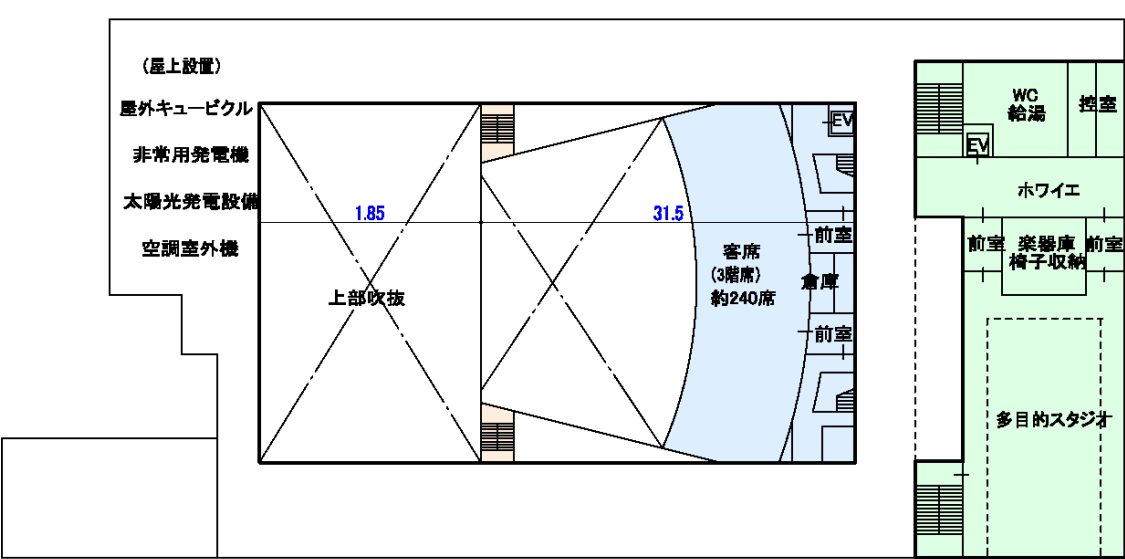 (屋上設置)
屋外キュービクル
非常用発電機
太陽光発電設備
空調室外機
1.85
上部吹抜
31.5
客席
(3階席)
約240席
EV
前室
倉庫
前室
WC
給湯
控室
EV
ホワイエ
前室
楽器庫
椅子収納
前室
多目的スタジオ